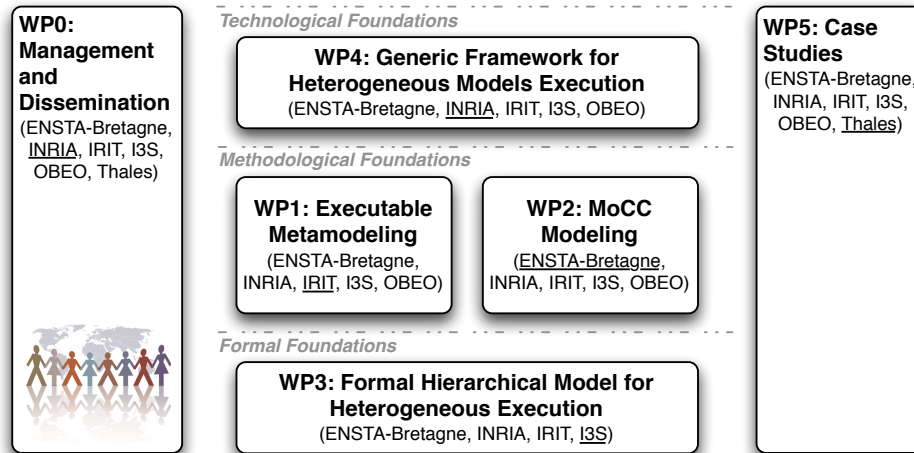 WP0:
Management
and
Dissemination
(ENSTA-Bretagne,
INRIA, IRIT, I3S,
OBEO, Thales)
Technological Foundations
WP4: Generic Framework for
Heterogeneous Models Execution
(ENSTA-Bretagne, INRIA, IRIT, I3S, OBEO)
Methodological Foundations
WP1: Executable
Metamodeling
(ENSTA-Bretagne,
INRIA, IRIT, I3S, OBEO)
WP2: MoCC
Modeling
(ENSTA-Bretagne,
INRIA, IRIT, I3S, OBEO)
Formal Foundations
WP3: Formal Hierarchical Model for
Heterogeneous Execution
(ENSTA-Bretagne, INRIA, IRIT, I3S)
WP5: Case
Studies
(ENSTA-Bretagne,
INRIA, IRIT, I3S,
OBEO, Thales)